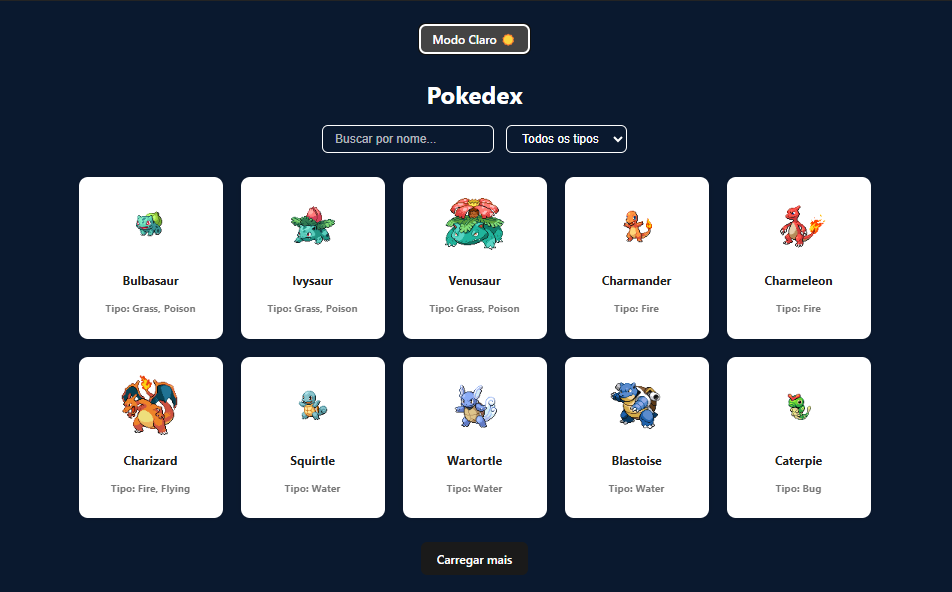 Modo Claro
Pokedex
Buscar por nome...
Todos os tipos
Bulbasaur
Tipo: Grass, Poison
Ivysaur
Tipo: Grass, Poison
Venusaur
Tipo: Grass, Poison
Charmander
Tipo: Fire
Charmeleon
Tipo: Fire
Charizard
Tipo: Fire, Flying
Squirtle
Tipo: Water
Wartortle
Tipo: Water
Blastoise
Tipo: Water
Caterpie
Tipo: Bug
Carregar mais